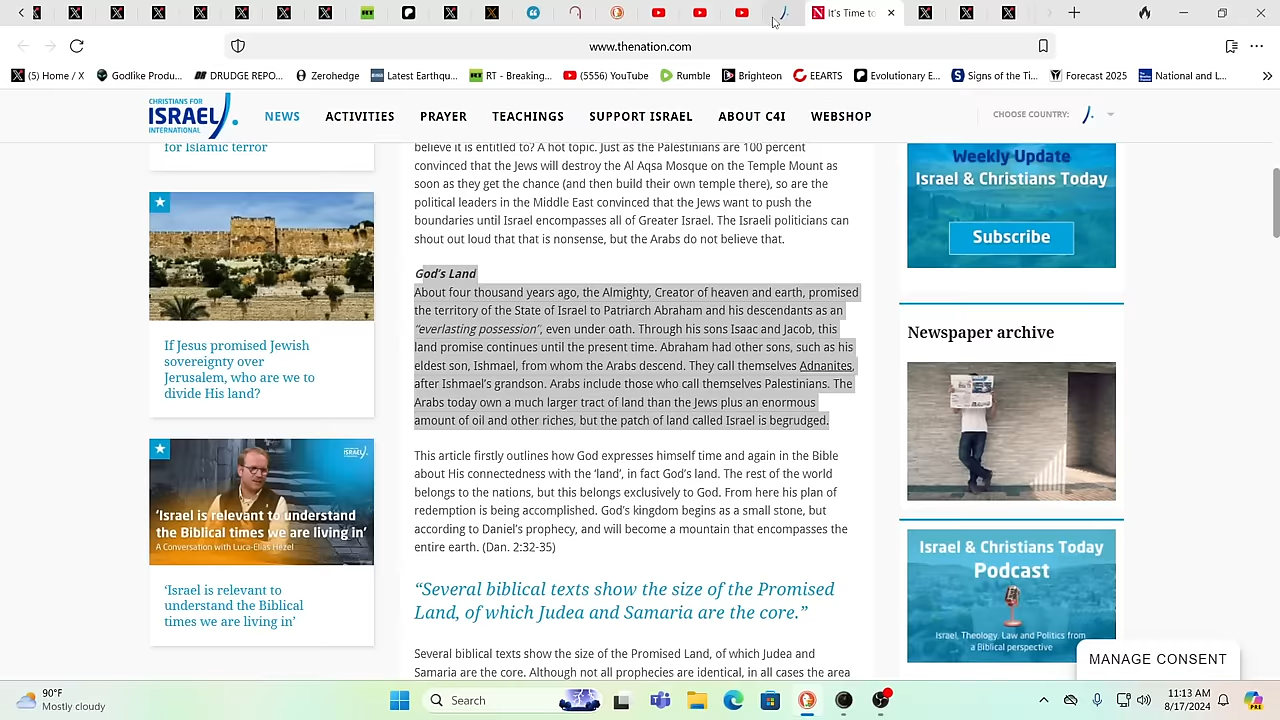 It's Time to
www.thenation.com
(5) Home / X
Godlike Produ...
DRUDGE REPO...
Zerohedge
Latest Earthqu...
RT - Breaking...
(5556) YouTube
Rumble
Brighteon
EEARTS
Evolutionary E...
Signs of the Ti...
Forecast 2025
National and L...
CHRISTIANS FOR
ISRAEL
INTERNATIONAL
NEWS
ACTIVITIES
PRAYER
TEACHINGS
SUPPORT ISRAEL
ABOUT C4I
WEBSHOP
CHOOSE COUNTRY:
for Islamic terror
If Jesus promised Jewish
sovereignty over
Jerusalem, who are we to
divide His land?
ISRAEL
'Israel is relevant to understand
the Biblical times we are living in'
A Conversation with Luca-Elias Hezel
'Israel is relevant to
understand the Biblical
times we are living in'
believe it is entitled to? A hot topic. Just as the Palestinians are 100 percent
convinced that the Jews will destroy the Al Aqsa Mosque on the Temple Mount as
soon as they get the chance (and then build their own temple there), so are the
political leaders in the Middle East convinced that the Jews want to push the
boundaries until Israel encompasses all of Greater Israel. The Israeli politicians can
shout out loud that that is nonsense, but the Arabs do not believe that.
God's Land
About four thousand years ago, the Almighty, Creator of heaven and earth, promised
the territory of the State of Israel to Patriarch Abraham and his descendants as an
“everlasting possession”, even under oath. Through his sons Isaac and Jacob, this
land promise continues until the present time. Abraham had other sons, such as his
eldest son, Ishmael, from whom the Arabs descend. They call themselves Adnanites,
after Ishmael's grandson. Arabs include those who call themselves Palestinians. The
Arabs today own a much larger tract of land than the Jews plus an enormous
amount of oil and other riches, but the patch of land called Israel is begrudged.
This article firstly outlines how God expresses himself time and again in the Bible
about His connectedness with the 'land', in fact God's land. The rest of the world
belongs to the nations, but this belongs exclusively to God. From here his plan of
redemption is being accomplished. God's kingdom begins as a small stone, but
according to Daniel's prophecy, and will become a mountain that encompasses the
entire earth. (Dan. 2:32-35)
“Several biblical texts show the size of the Promised
Land, of which Judea and Samaria are the core.”
Several biblical texts show the size of the Promised Land, of which Judea and
Samaria are the core. Although not all prophecies are identical, in all cases the area
Weekly Update
Israel & Christians Today
Subscribe
Newspaper archive
Israel & Christians Today
Podcast
Israel, Theology, Law and Politics from
a Biblical perspective
MANAGE CONSENT
90°F
Mostly cloudy
Search
11:13 AM
8/17/2024